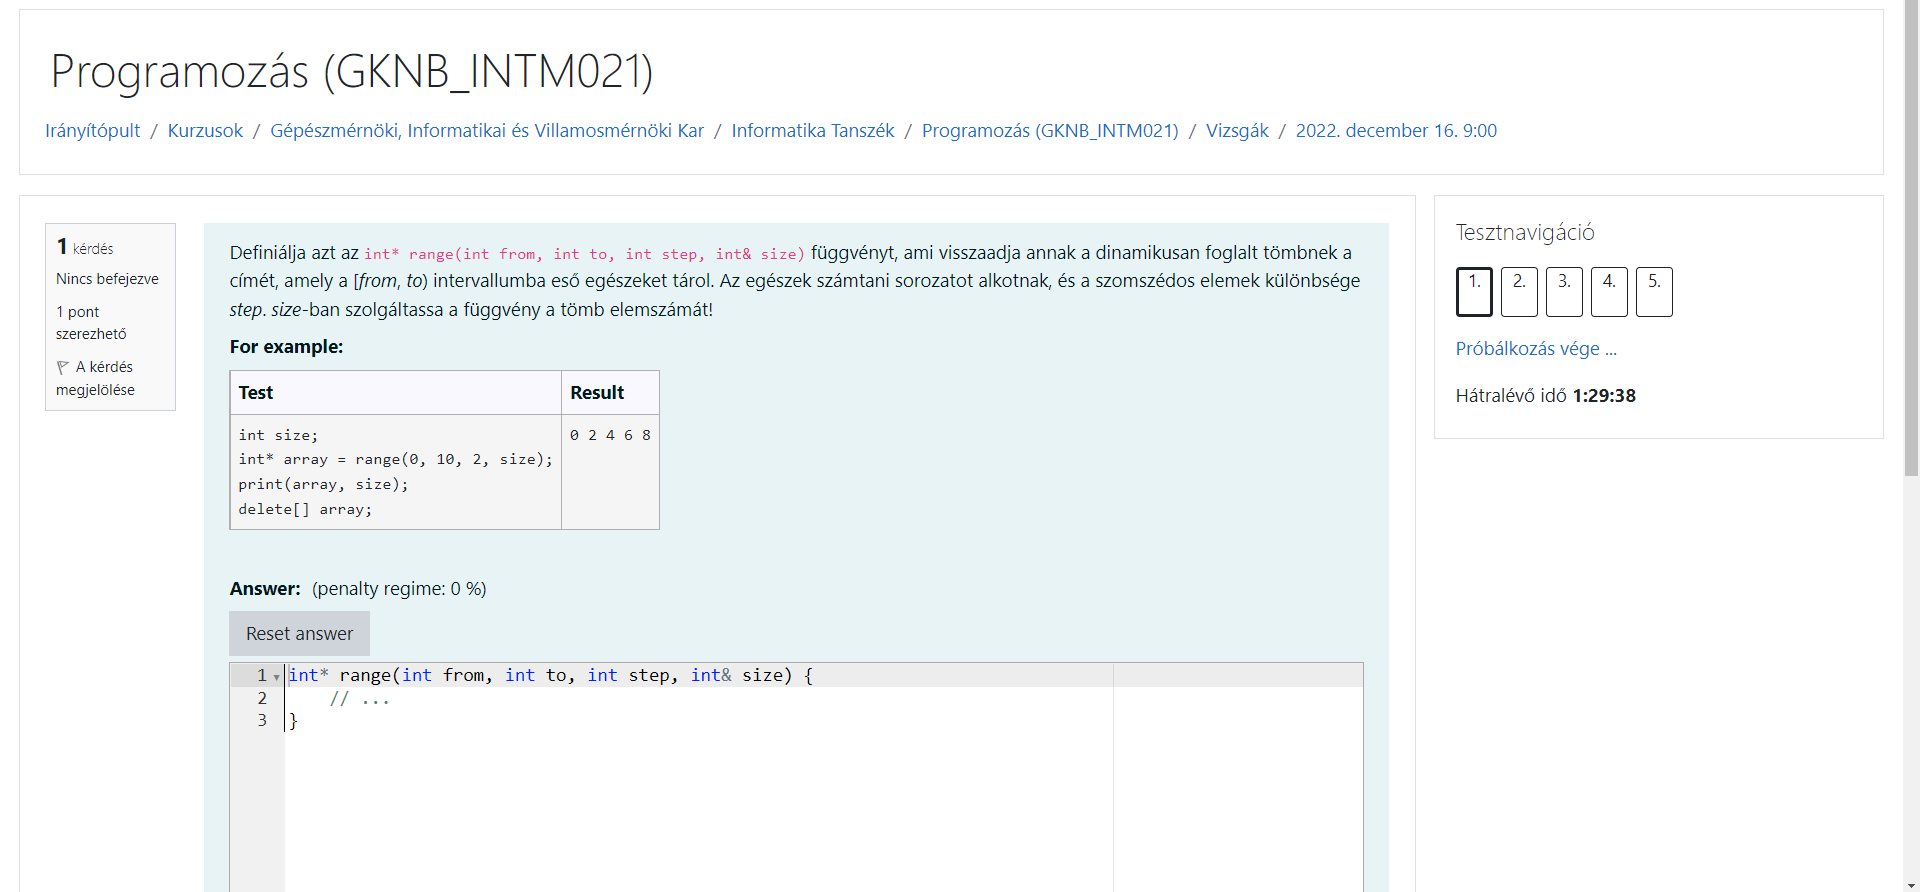 Programozás (GKNB_INTM021)
Irányítópult / Kurzusok / Gépészmérnöki, Informatikai és Villamosmérnöki Kar / Informatika Tanszék / Programozás (GKNB_INTM021) / Vizsgák / 2022. december 16. 9:00
1 kérdés
Nincs befejezve
1 pont
szerezhető
A kérdés
megjelölése
Definiálja azt az int* range(int from, int to, int step, int& size) függvényt, ami visszaadja annak a dinamikusan foglalt tömbnek a
címét, amely a [from, to) intervallumba eső egészeket tárol. Az egészek számtani sorozatot alkotnak, és a szomszédos elemek különbsége
step. size-ban szolgáltassa a függvény a tömb elemszámát!
For example:
Test Result
int size; 0 2 4 6 8
int* array = range(0, 10, 2, size);
print(array, size);
delete[] array;
Answer: (penalty regime: 0 %)
Reset answer
1 int* range(int from, int to, int step, int& size) {
2 // ...
3 }
Tesztnavigáció
1. 2. 3. 4. 5.
Próbálkozás vége ...
Hátralévő idő 1:29:38